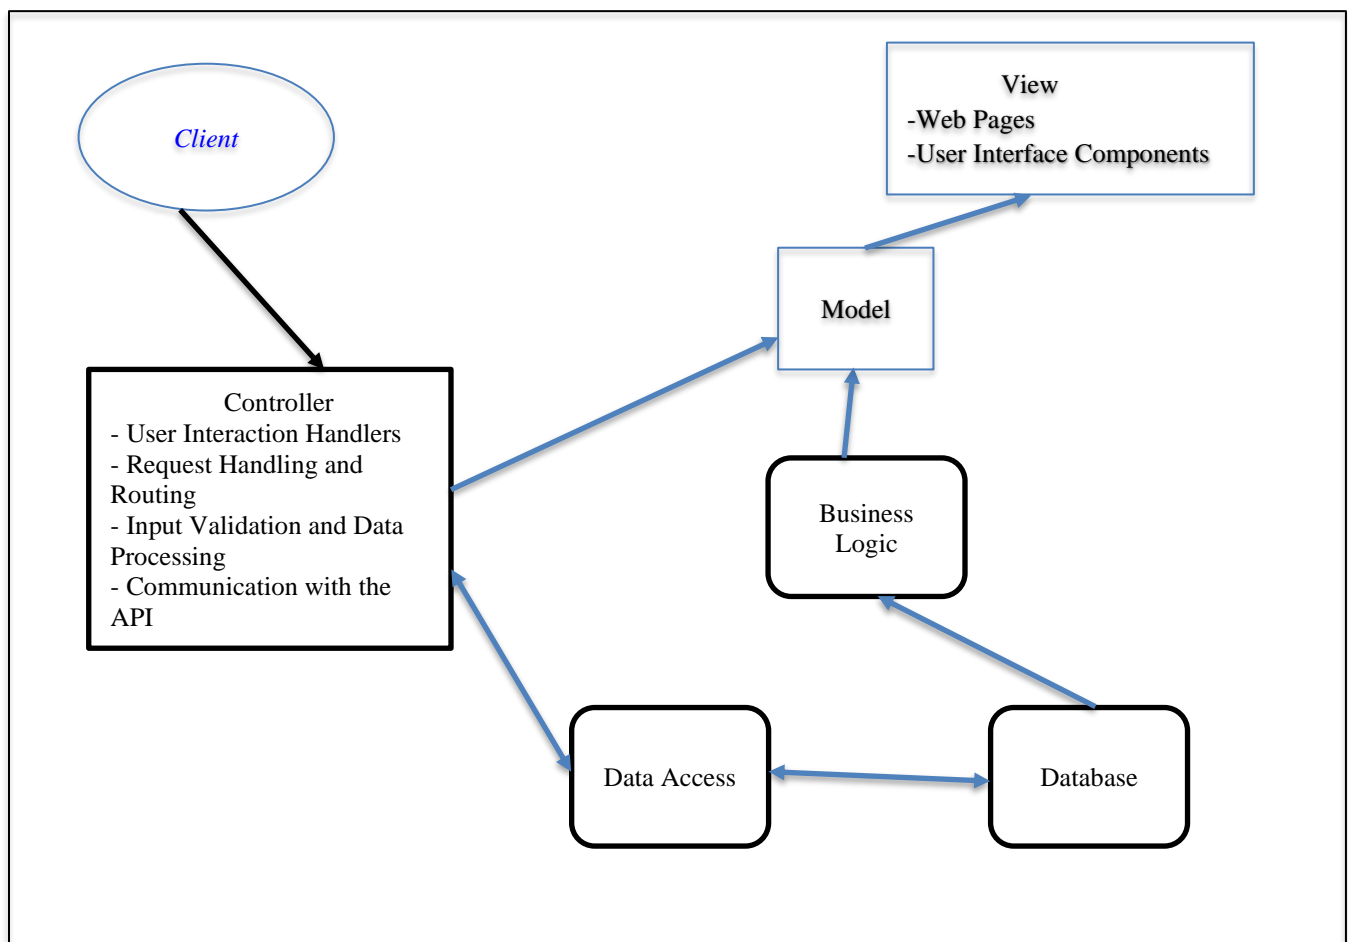 Client
View
-Web Pages
-User Interface Components
Model
Controller
- User Interaction Handlers
- Request Handling and
Routing
- Input Validation and Data
Processing
- Communication with the
API
Business
Logic
Data Access
Database